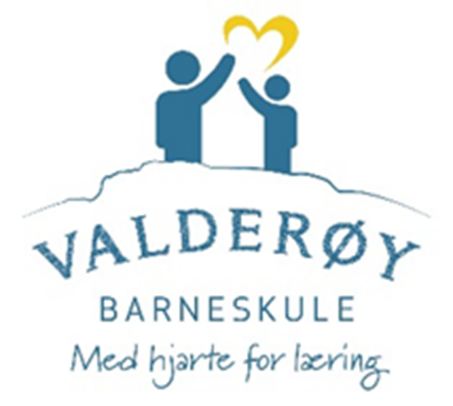 VALDERØY
BARNESKULE
Med hjarte for læring